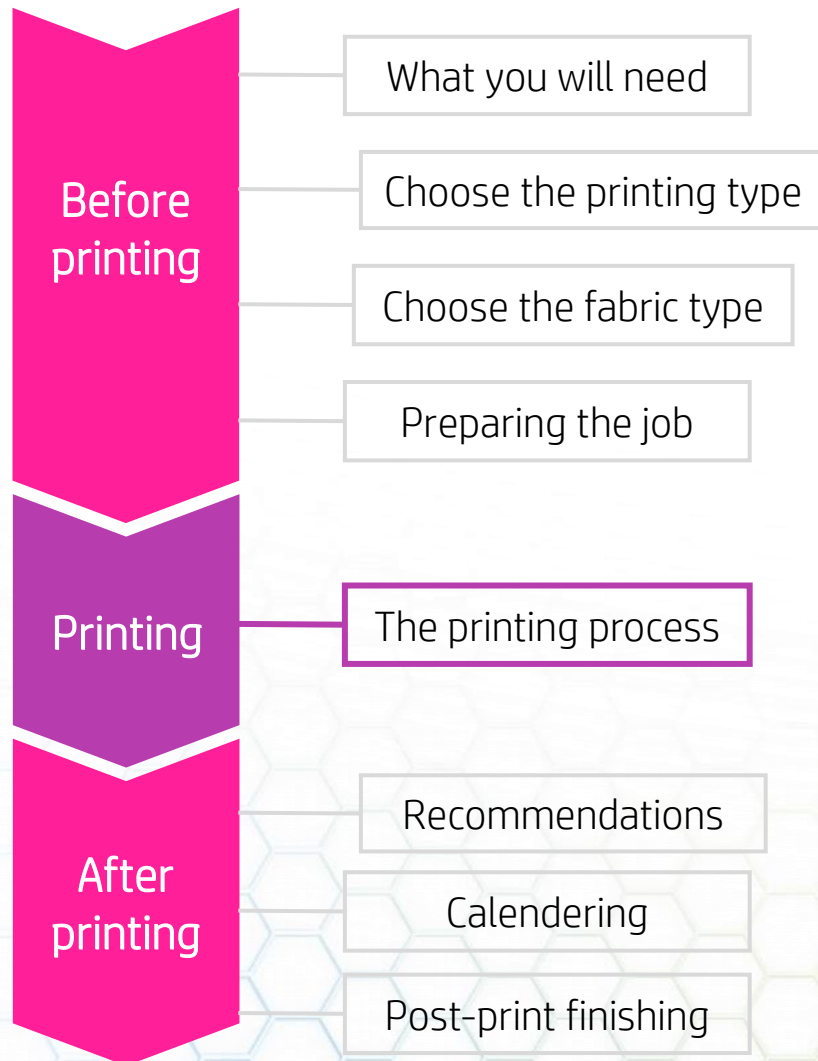 Before
printing
What you will need
Choose the printing type
Choose the fabric type
Preparing the job
Printing
The printing process
After
printing
Recommendations
Calendering
Post-print finishing